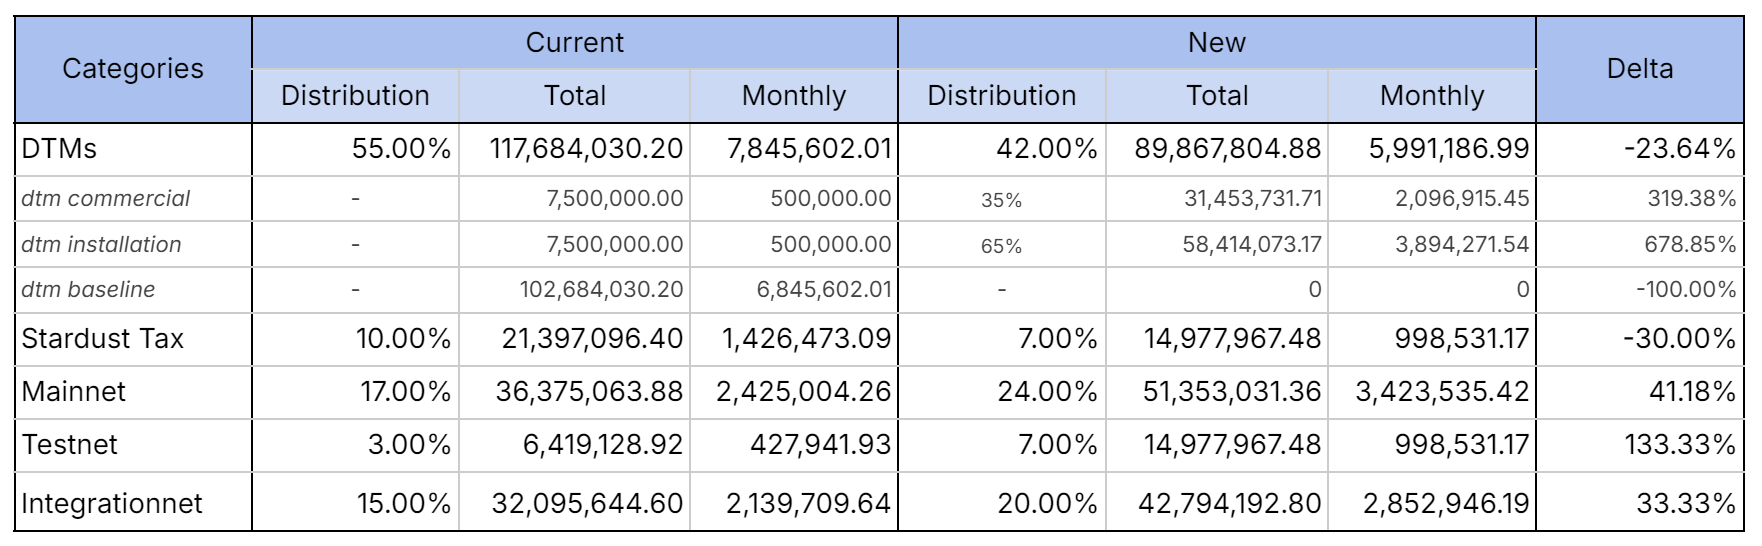 Categories Current New Delta
Distribution Total Monthly Distribution Total Monthly
DTMs 55.00% 117,684,030.20 7,845,602.01 42.00% 89,867,804.88 5,991,186.99 -23.64%
dtm commercial - 7,500,000.00 500,000.00 35% 31,453,731.71 2,096,915.45 319.38%
dtm installation - 7,500,000.00 500,000.00 65% 58,414,073.17 3,894,271.54 678.85%
dtm baseline - 102,684,030.20 6,845,602.01 - 0 0 -100.00%
Stardust Tax 10.00% 21,397,096.40 1,426,473.09 7.00% 14,977,967.48 998,531.17 -30.00%
Mainnet 17.00% 36,375,063.88 2,425,004.26 24.00% 51,353,031.36 3,423,535.42 41.18%
Testnet 3.00% 6,419,128.92 427,941.93 7.00% 14,977,967.48 998,531.17 133.33%
Integrationnet 15.00% 32,095,644.60 2,139,709.64 20.00% 42,794,192.80 2,852,946.19 33.33%